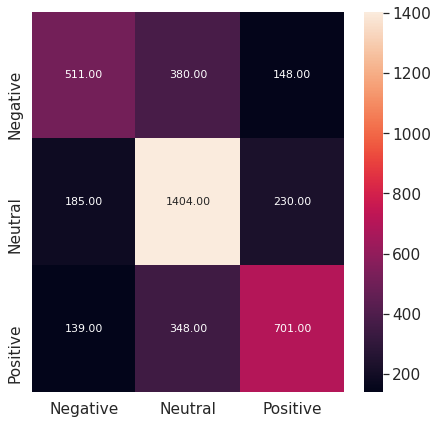 511.00 380.00 148.00
Negative
185.00 1404.00 230.00
Neutral
139.00 348.00 701.00
Positive
Negative Neutral Positive
1400
1200
1000
800
600
400
200